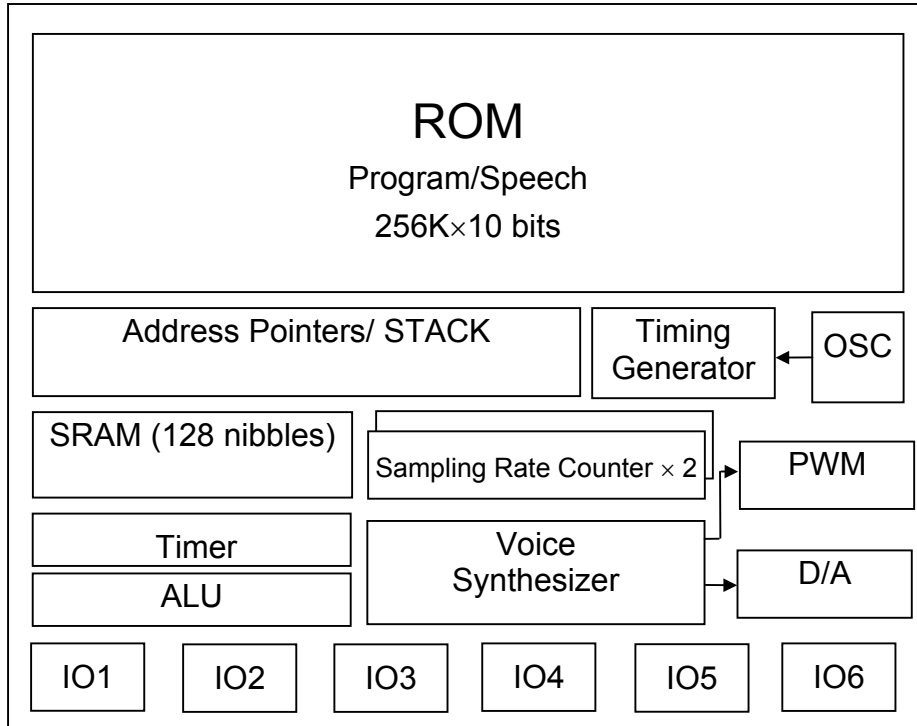 ROM
Program/Speech
256K×10 bits
Address Pointers/ STACK
Timing
Generator
OSC
SRAM (128 nibbles)
Sampling Rate Counter × 2
PWM
Timer
Voice
Synthesizer
D/A
ALU
IO1
IO2
IO3
IO4
IO5
IO6